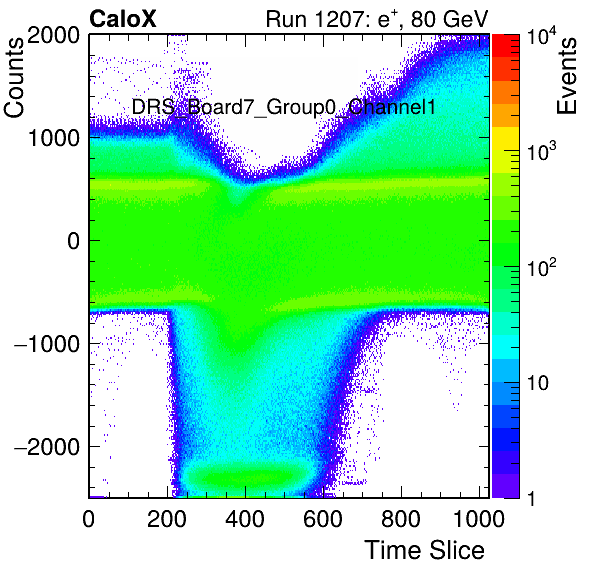 CaloX Run 1207: e⁺, 80 GeV
DRS_Board7_Group0_Channel1
Counts
2000
1000
0
−1000
−2000
0 200 400 600 800 1000
Time Slice
Events
10⁴
10³
10²
10
1